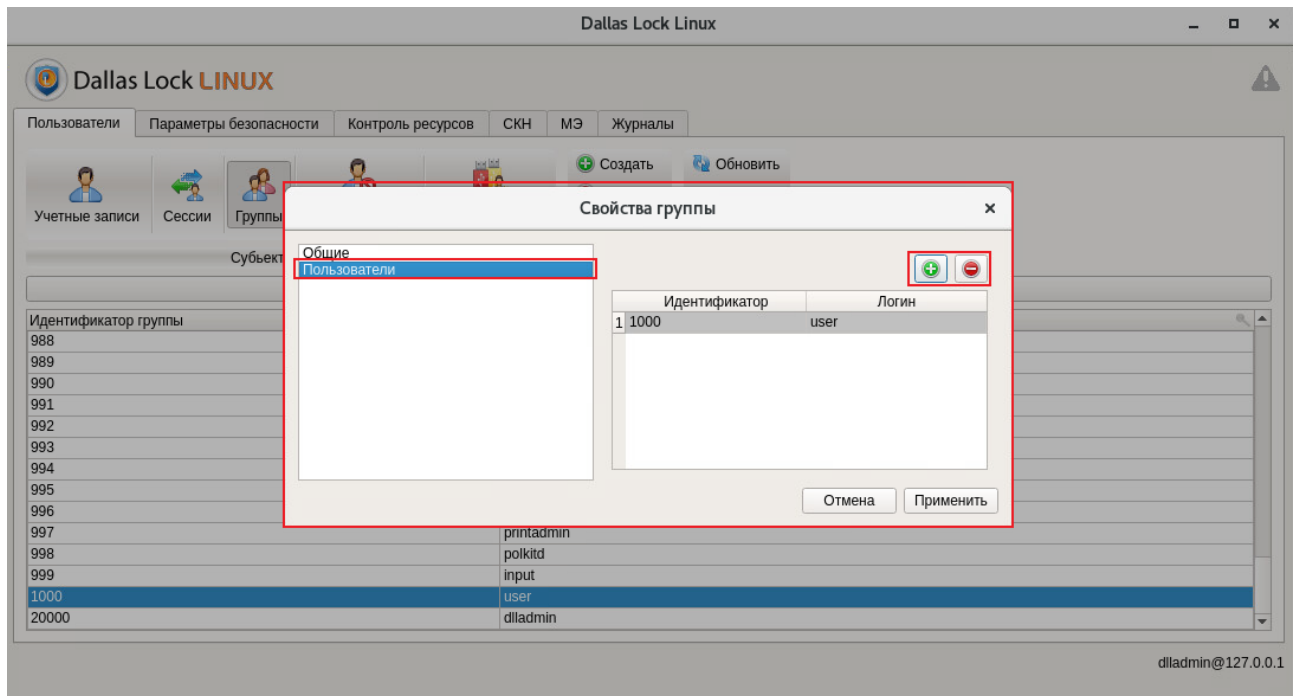 Dallas Lock Linux
Dallas Lock LINUX
Пользователи Параметры безопасности Контроль ресурсов СКН МЭ Журналы
Создать Обновить
Учетные записи Сессии Группы
Свойства группы
Субъект
Общие
Пользователи
Идентификатор Логин
1 1000 user
Отмена Применить
Идентификатор группы
988
989
990
991
992
993
994
995
996
997 printadmin
998 polkitd
999 input
1000 user
20000 dlladmin
dlladmin@127.0.0.1